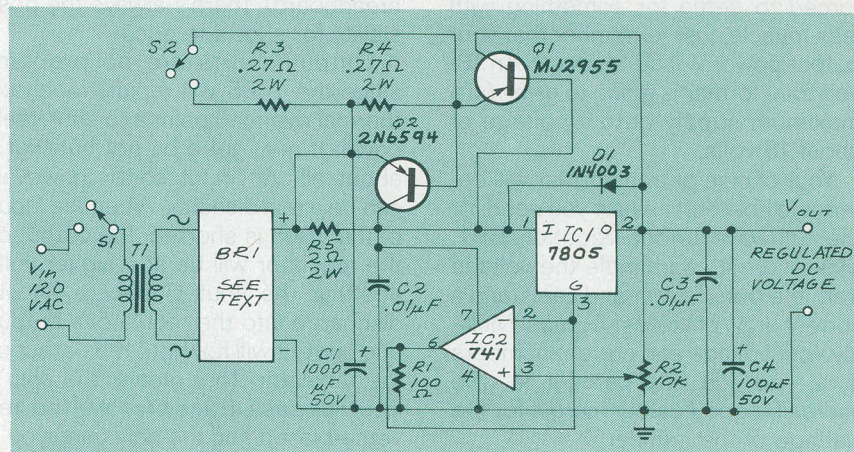 S2
R3
.27Ω
2W
R4
.27Ω
2W
Q1
MJ2955
Q2
2N6594
D1
1N4003
S1
T1
Vin
120
VAC
∿
∿
BR1
SEE
TEXT
+
−
R5
2Ω
2W
C2
.01µF
1
I
IC1
O
2
7805
G
3
VOUT
REGULATED
DC
VOLTAGE
C3
.01µF
7
2
−
IC2
741
6
4
+
3
C1
1000
µF
50V
+
R1
100
Ω
R2
10K
+
C4
100µF
50V